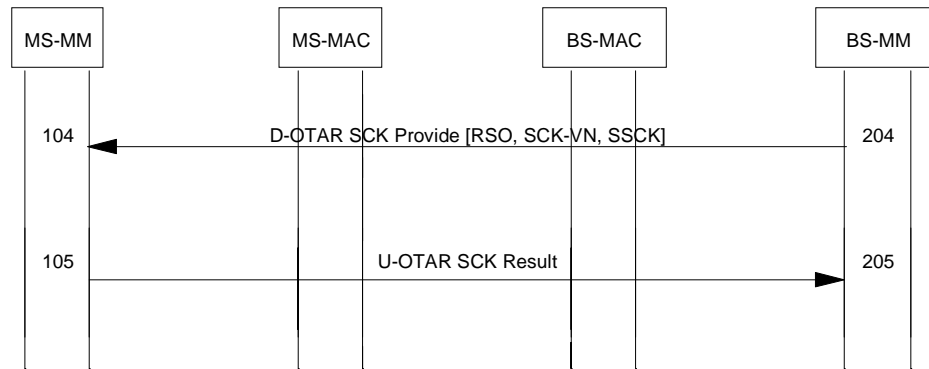 MS-MM MS-MAC BS-MAC BS-MM
104 D-OTAR SCK Provide [RSO, SCK-VN, SSCK] 204
105 U-OTAR SCK Result 205